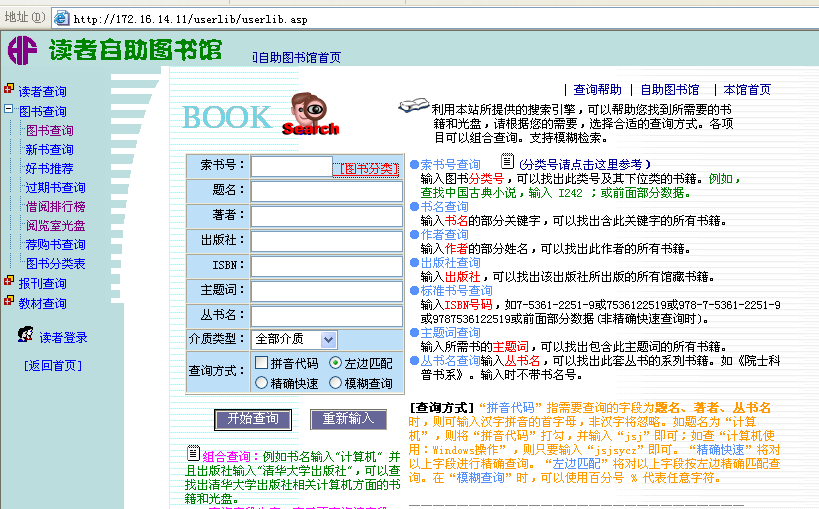 地址(D) http://172.16.14.11/userlib/userlib.asp
读者自助图书馆
自助图书馆首页
| 查询帮助 | 自助图书馆 | 本馆首页
读者查询
图书查询
图书查询
新书查询
好书推荐
过期书查询
借阅排行榜
阅览室光盘
荐购书查询
图书分类表
报刊查询
教材查询
读者登录
[返回首页]
BOOK Search
利用本站所提供的搜索引擎，可以帮助您找到所需要的书
籍和光盘，请根据您的需要，选择合适的查询方式。各项
目可以组合查询。支持模糊检索。
索书号： [图书分类]
题名：
著者：
出版社：
ISBN：
主题词：
丛书名：
介质类型： 全部介质
查询方式： 拼音代码 左边匹配
精确快速 模糊查询
开始查询 重新输入
组合查询：例如书名输入“计算机” 并
且出版社输入“清华大学出版社”，可以查
找出清华大学出版社相关计算机方面的书
籍和光盘。
●索书号查询 (分类号请点击这里参考)
输入图书分类号，可以找出此类号及其下位类的书籍。例如，
查找中国古典小说，输入 I242 ；或前面部分数据。
●书名查询
输入书名的部分关键字，可以找出含此关键字的所有书籍。
●作者查询
输入作者的部分姓名，可以找出此作者的所有书籍。
●出版社查询
输入出版社，可以找出该出版社所出版的所有馆藏书籍。
●标准书号查询
输入ISBN号码，如7-5361-2251-9或7536122519或978-7-5361-2251-9
或9787536122519或前面部分数据(非精确快速查询时)。
●主题词查询
输入所需书的主题词，可以找出包含此主题词的所有书籍。
●丛书名查询输入丛书名，可以找出此套丛书的系列书籍。如《院士科
普书系》。输入时不带书名号。
[查询方式]“拼音代码”指需要查询的字段为题名、著者、丛书名
时，则可输入汉字拼音的首字母，非汉字将忽略。如题名为“计算
机”，则将“拼音代码”打勾，并输入“jsj”即可；如查“计算机使
用：Windows操作”，则只要输入“jsjsycz”即可。“精确快速”将对
以上字段进行精确查询。“左边匹配”将对以上字段按左边精确匹配查
询。在“模糊查询”时，可以使用百分号 % 代表任意字符。